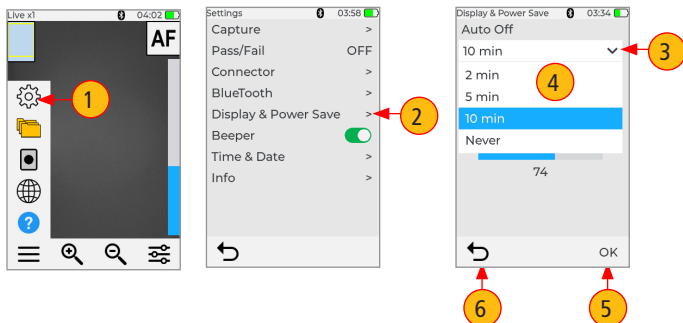 Live x1 04:02
AF
1
?
Settings 03:58
Capture >
Pass/Fail OFF
Connector >
BlueTooth >
Display & Power Save >
2
Beeper
Time & Date >
Info >
Display & Power Save 03:34
Auto Off
10 min
3
2 min
4
5 min
10 min
Never
74
OK
6
5